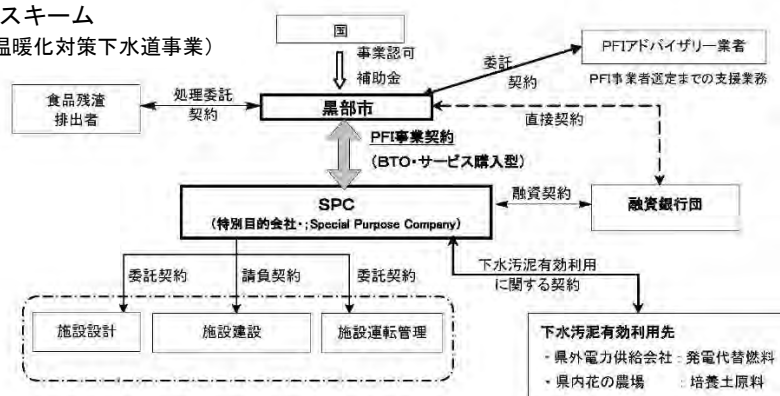 スキーム
温暖化対策下水道事業）
国
事業認可
補助金
委託
契約
PFIアドバイザリー業者
PFI事業者選定までの支援業務
食品残渣
排出者
処理委託
契約
黒部市
直接契約
PFI事業契約
（BTO・サービス購入型）
SPC
（特別目的会社・;Special Purpose Company）
融資契約
融資銀行団
委託契約
請負契約
委託契約
下水汚泥有効利用
に関する契約
施設設計
施設建設
施設運転管理
下水汚泥有効利用先
・県外電力供給会社：発電代替燃料
・県内花の農場　　：培養土原料